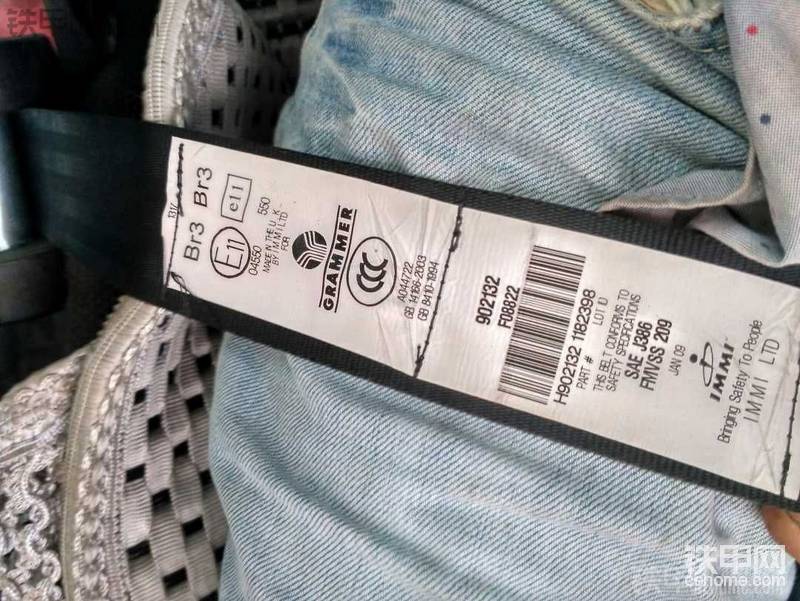 Br3 Br3
E11 e11
04550 550
MADE IN THE U.K
BY IMMI LTD
FOR
GRAMMER
CCC
A044722
GB 14166-2003
GB 8410-1994
902132
F08822
H902132 1182398
PART # LOT ID
THIS BELT CONFORMS TO
SAFETY SPECIFICATIONS
SAE J386
FMVSS 209
JAN 09
IMMI
Bringing Safety To People
IMMI LTD
铁甲网
cehome.com